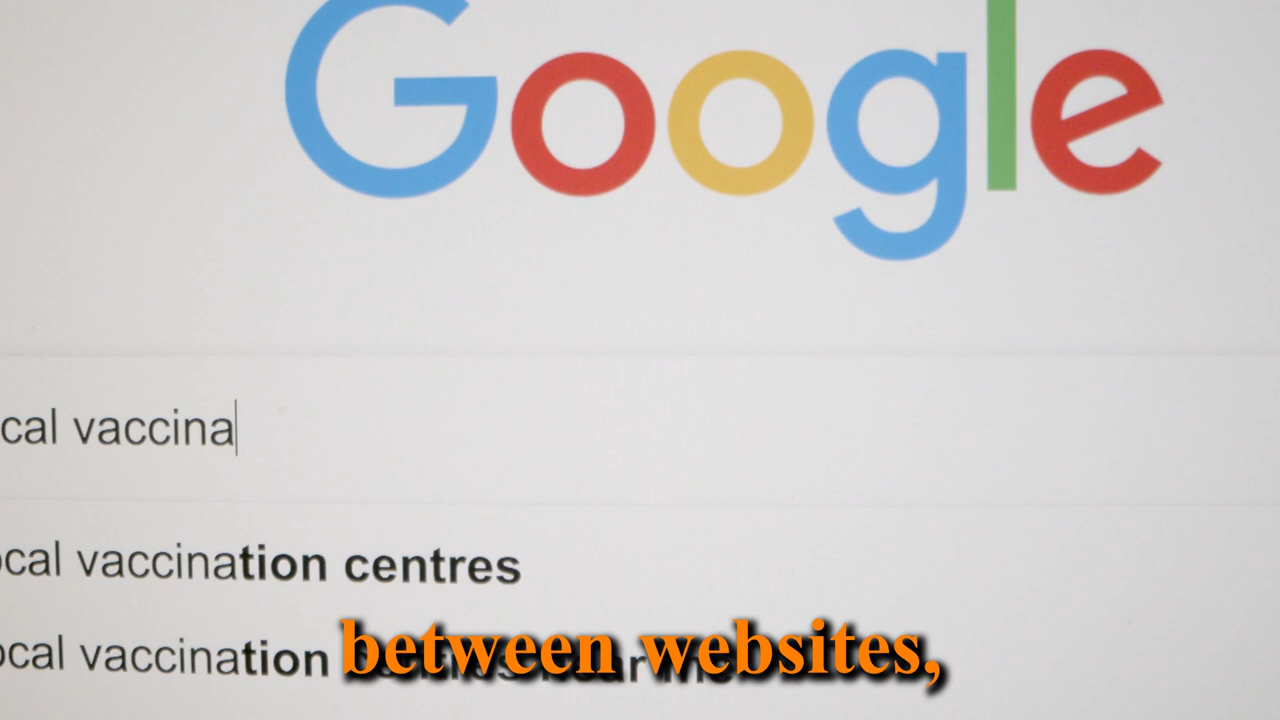 Google
cal vaccina
ocal vaccination centres
ocal vaccination
between websites,